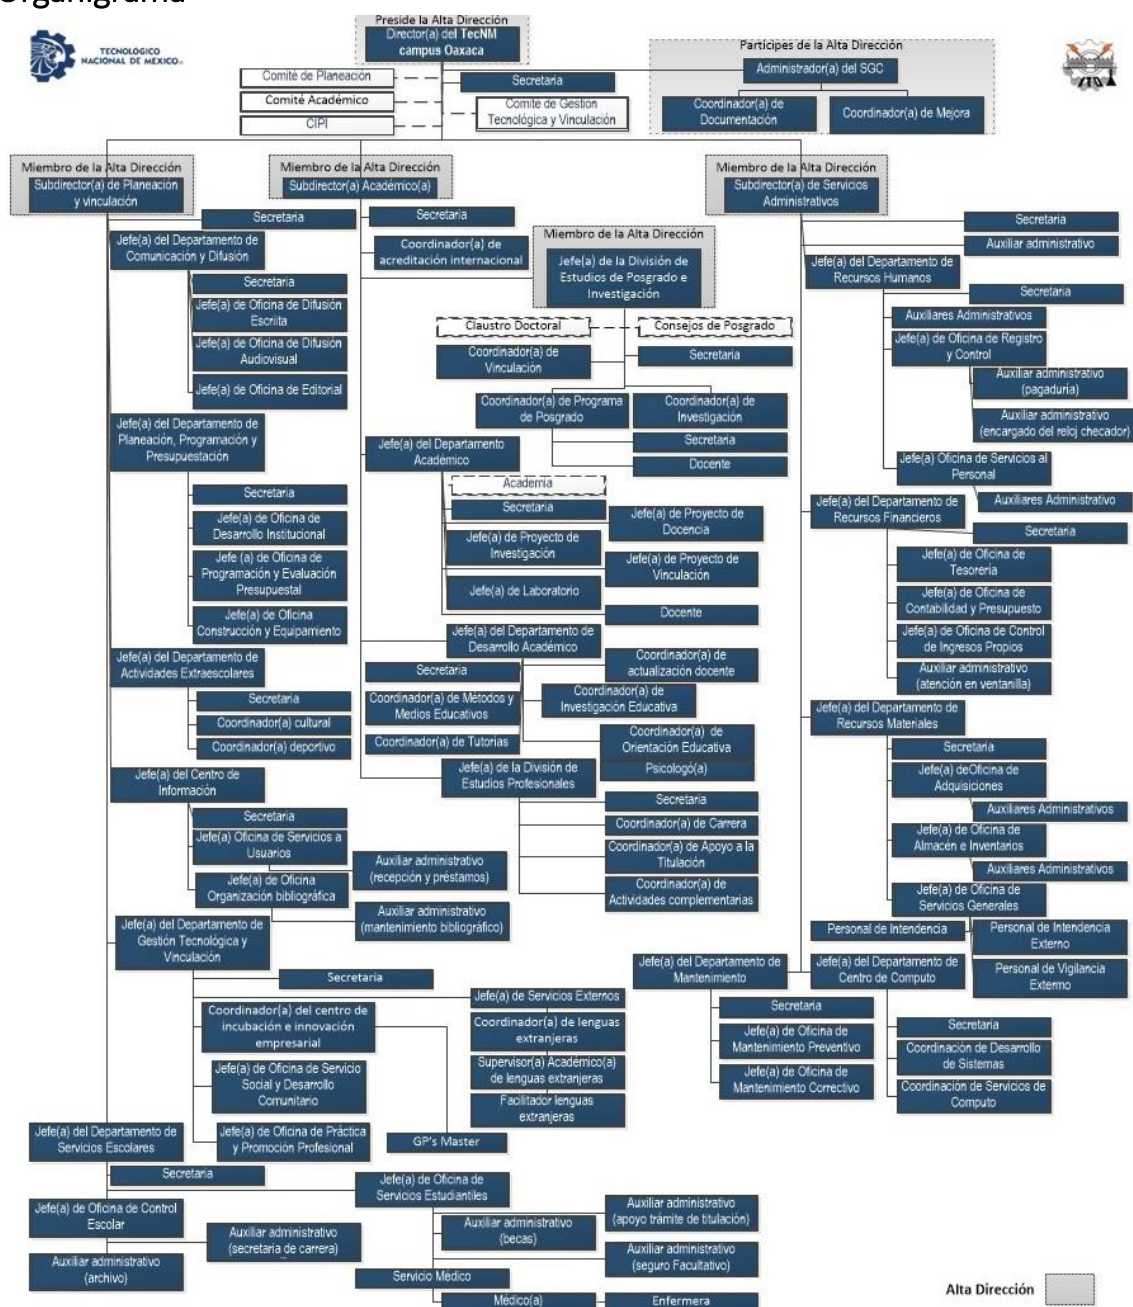 Organigrama
TECNOLOGICO
NACIONAL DE MEXICO
Preside la Alta Dirección
Director(a) del TecNM
campus Oaxaca
Comité de Planeación
Comité Académico
CIPI
Secretaria
Comité de Gestión
Tecnológica y Vinculación
Partícipes de la Alta Dirección
Administrador(a) del SGC
Coordinador(a) de
Documentación
Coordinador(a) de Mejora
ITO
Miembro de la Alta Dirección
Subdirector(a) de Planeación
y vinculación
Secretaria
Jefe(a) del Departamento de
Comunicación y Difusión
Secretaria
Jefe(a) de Oficina de Difusión
Escriita
Jefe(a) de Oficina de Difusión
Audiovisual
Jefe(a) de Oficina de Editorial
Jefe(a) del Departamento de
Planeación, Programación y
Presupuestación
Secretaria
Jefe(a) de Oficina de
Desarrollo Institucional
Jefe (a) de Oficina de
Programación y Evaluación
Presupuestal
Jefe(a) de Oficina
Construcción y Equipamiento
Jefe(a) del Departamento de
Actividades Extraescolares
Secretaria
Coordinador(a) cultural
Coordinador(a) deportivo
Jefe(a) del Centro de
Información
Secretaria
Jefe(a) Oficina de Servicios a
Usuarios
Auxiliar administrativo
(recepción y préstamos)
Jefe(a) de Oficina
Organización bibliográfica
Auxiliar administrativo
(mantenimiento bibliográfico)
Jefe(a) del Departamento de
Gestión Tecnológica y
Vinculación
Secretaria
Jefe(a) de Servicios Externos
Coordinador(a) de lenguas
extranjeras
Supervisor(a) Académico(a)
de lenguas extranjeras
Facilitador lenguas
extranjeras
Coordinador(a) del centro de
incubación e innovación
empresarial
Jefe(a) de Oficina de Servicio
Social y Desarrollo
Comunitario
Jefe(a) de Oficina de Práctica
y Promoción Profesional
GP's Master
Jefe(a) del Departamento de
Servicios Escolares
Secretaria
Jefe(a) de Oficina de Control
Escolar
Auxiliar administrativo
(secretaria de carrera)
Auxiliar administrativo
(archivo)
Jefe(a) de Oficina de
Servicios Estudiantiles
Auxiliar administrativo
(becas)
Auxiliar administrativo
(apoyo trámite de titulación)
Auxiliar administrativo
(seguro Facultativo)
Servicio Médico
Médico(a)
Enfermera
Miembro de la Alta Dirección
Subdirector(a) Académico(a)
Secretaria
Coordinador(a) de
acreditación internacional
Miembro de la Alta Dirección
Jefe(a) de la División de
Estudios de Posgrado e
Investigación
Claustro Doctoral
Consejos de Posgrado
Coordinador(a) de
Vinculación
Secretaria
Coordinador(a) de Programa
de Posgrado
Coordinador(a) de
Investigación
Secretaria
Docente
Jefe(a) del Departamento
Académico
Academia
Secretaria
Jefe(a) de Proyecto de
Docencia
Jefe(a) de Proyecto de
Investigación
Jefe(a) de Proyecto de
Vinculación
Jefe(a) de Laboratorio
Docente
Jefe(a) del Departamento de
Desarrollo Académico
Secretaria
Coordinador(a) de
actualización docente
Coordinador(a) de Métodos y
Medios Educativos
Coordinador(a) de
Investigación Educativa
Coordinador(a) de Tutorías
Coordinador(a) de
Orientación Educativa
Psicologó(a)
Jefe(a) de la División de
Estudios Profesionales
Secretaria
Coordinador(a) de Carrera
Coordinador(a) de Apoyo a la
Titulación
Coordinador(a) de
Actividades complementarias
Miembro de la Alta Dirección
Subdirector(a) de Servicios
Administrativos
Secretaria
Auxiliar administrativo
Jefe(a) del Departamento de
Recursos Humanos
Secretaria
Auxiliares Administrativos
Jefe(a) de Oficina de Registro
y Control
Auxiliar administrativo
(pagaduría)
Auxiliar administrativo
(encargado del reloj checador)
Jefe(a) Oficina de Servicios al
Personal
Auxiliares Administrativo
Jefe(a) del Departamento de
Recursos Financieros
Secretaria
Jefe(a) de Oficina de
Tesorería
Jefe(a) de Oficina de
Contabilidad y Presupuesto
Jefe(a) de Oficina de Control
de Ingresos Propios
Auxiliar administrativo
(atención en ventanilla)
Jefe(a) del Departamento de
Recursos Materiales
Secretaria
Jefe(a) deOficina de
Adquisiciones
Auxiliares Administrativos
Jefe(a) de Oficina de
Almacén e Inventarios
Auxiliares Administrativos
Jefe(a) de Oficina de
Servicios Generales
Personal de Intendencia
Personal de Intendencia
Externo
Personal de Vigilancia
Extermo
Jefe(a) del Departamento de
Mantenimiento
Secretaria
Jefe(a) de Oficina de
Mantenimiento Preventivo
Jefe(a) de Oficina de
Mantenimiento Correctivo
Jefe(a) del Departamento de
Centro de Computo
Secretaria
Coordinación de Desarrollo
de Sistemas
Coordinación de Servicios de
Computo
Alta Dirección